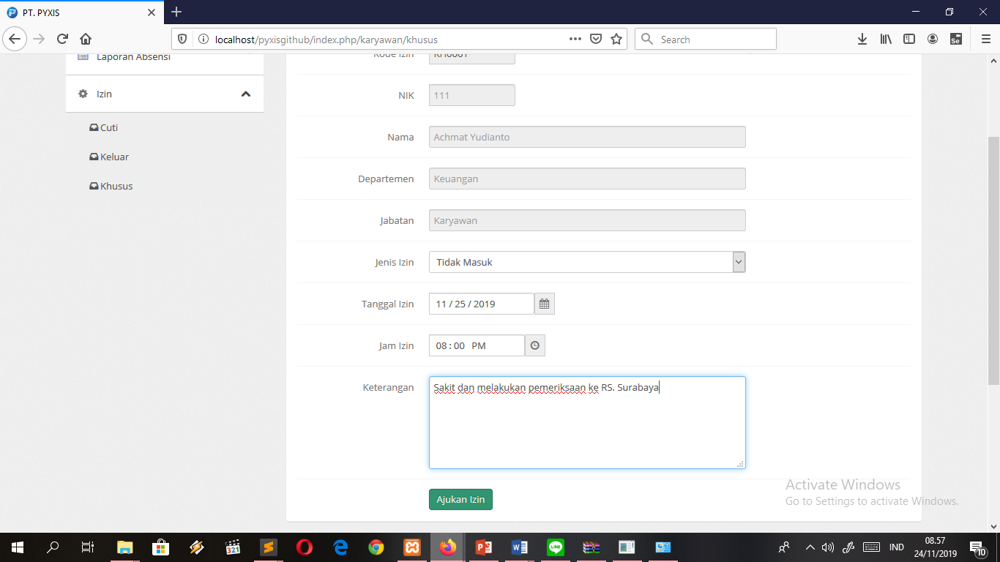 PT. PYXIS
localhost/pyxisgithub/index.php/karyawan/khusus
Search
Laporan Absensi
Izin
Cuti
Keluar
Khusus
Kode Izin KH0001
NIK 111
Nama Achmat Yudianto
Departemen Keuangan
Jabatan Karyawan
Jenis Izin Tidak Masuk
Tanggal Izin 11 / 25 / 2019
Jam Izin 08 : 00 PM
Keterangan Sakit dan melakukan pemeriksaan ke RS. Surabaya
Ajukan Izin
Activate Windows
Go to Settings to activate Windows.
Se
321
IND
08.57
24/11/2019
10